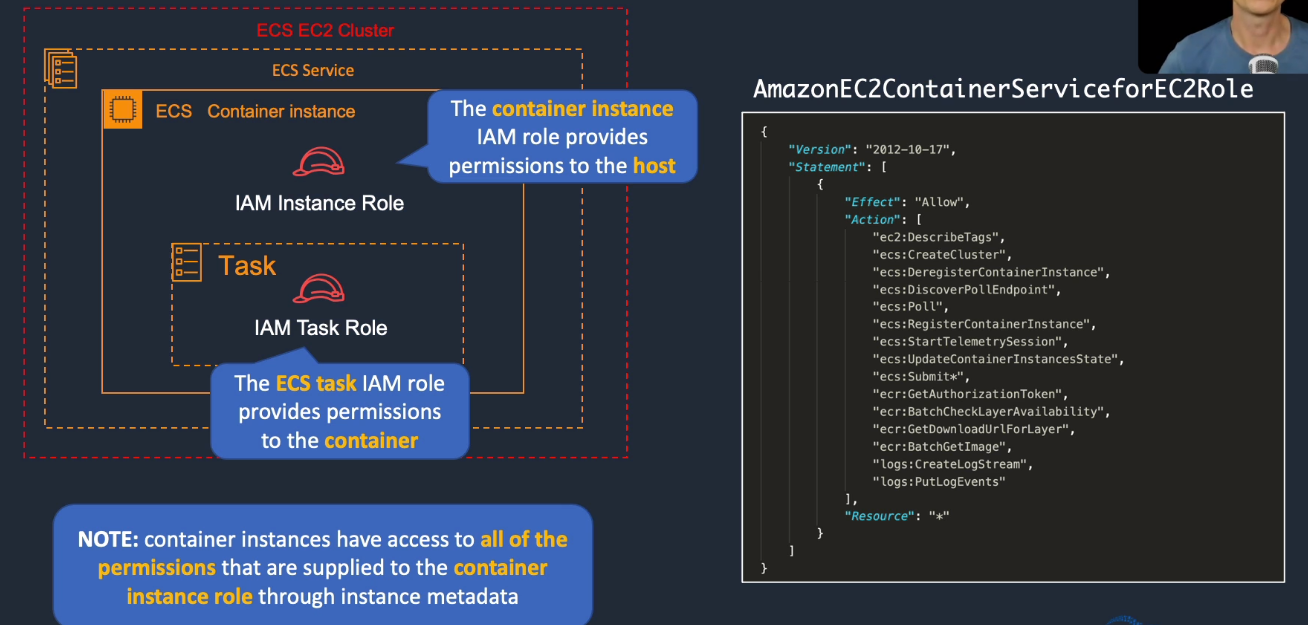 ECS EC2 Cluster
ECS Service
ECS Container instance
The container instance
IAM role provides
permissions to the host
IAM Instance Role
Task
IAM Task Role
The ECS task IAM role
provides permissions
to the container
NOTE: container instances have access to all of the
permissions that are supplied to the container
instance role through instance metadata
AmazonEC2ContainerServiceforEC2Role
{
"Version": "2012-10-17",
"Statement": [
{
"Effect": "Allow",
"Action": [
"ec2:DescribeTags",
"ecs:CreateCluster",
"ecs:DeregisterContainerInstance",
"ecs:DiscoverPollEndpoint",
"ecs:Poll",
"ecs:RegisterContainerInstance",
"ecs:StartTelemetrySession",
"ecs:UpdateContainerInstancesState",
"ecs:Submit*",
"ecr:GetAuthorizationToken",
"ecr:BatchCheckLayerAvailability",
"ecr:GetDownloadUrlForLayer",
"ecr:BatchGetImage",
"logs:CreateLogStream",
"logs:PutLogEvents"
],
"Resource": "*"
}
]
}